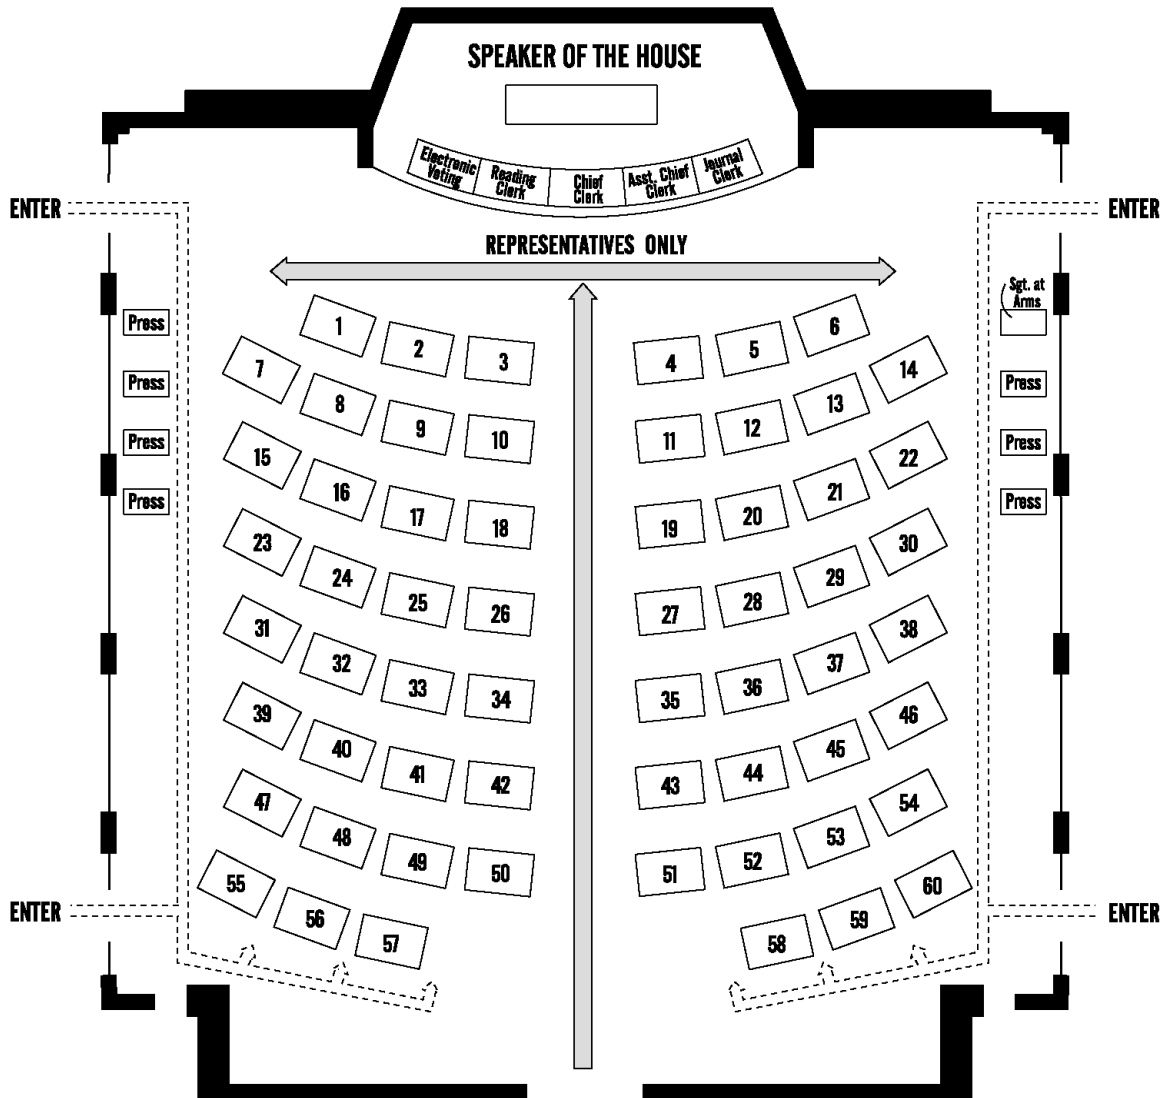 SPEAKER OF THE HOUSE
Electronic
Voting
Reading
Clerk
Chief
Clerk
Asst. Chief
Clerk
Journal
Clerk
ENTER
ENTER
REPRESENTATIVES ONLY
Sgt. at
Arms
Press
1
2
3
4
5
6
Press
Press
7
8
9
10
11
12
13
14
Press
Press
15
16
17
18
19
20
21
22
Press
Press
23
24
25
26
27
28
29
30
31
32
33
34
35
36
37
38
39
40
41
42
43
44
45
46
47
48
49
50
51
52
53
54
55
56
57
58
59
60
ENTER
ENTER